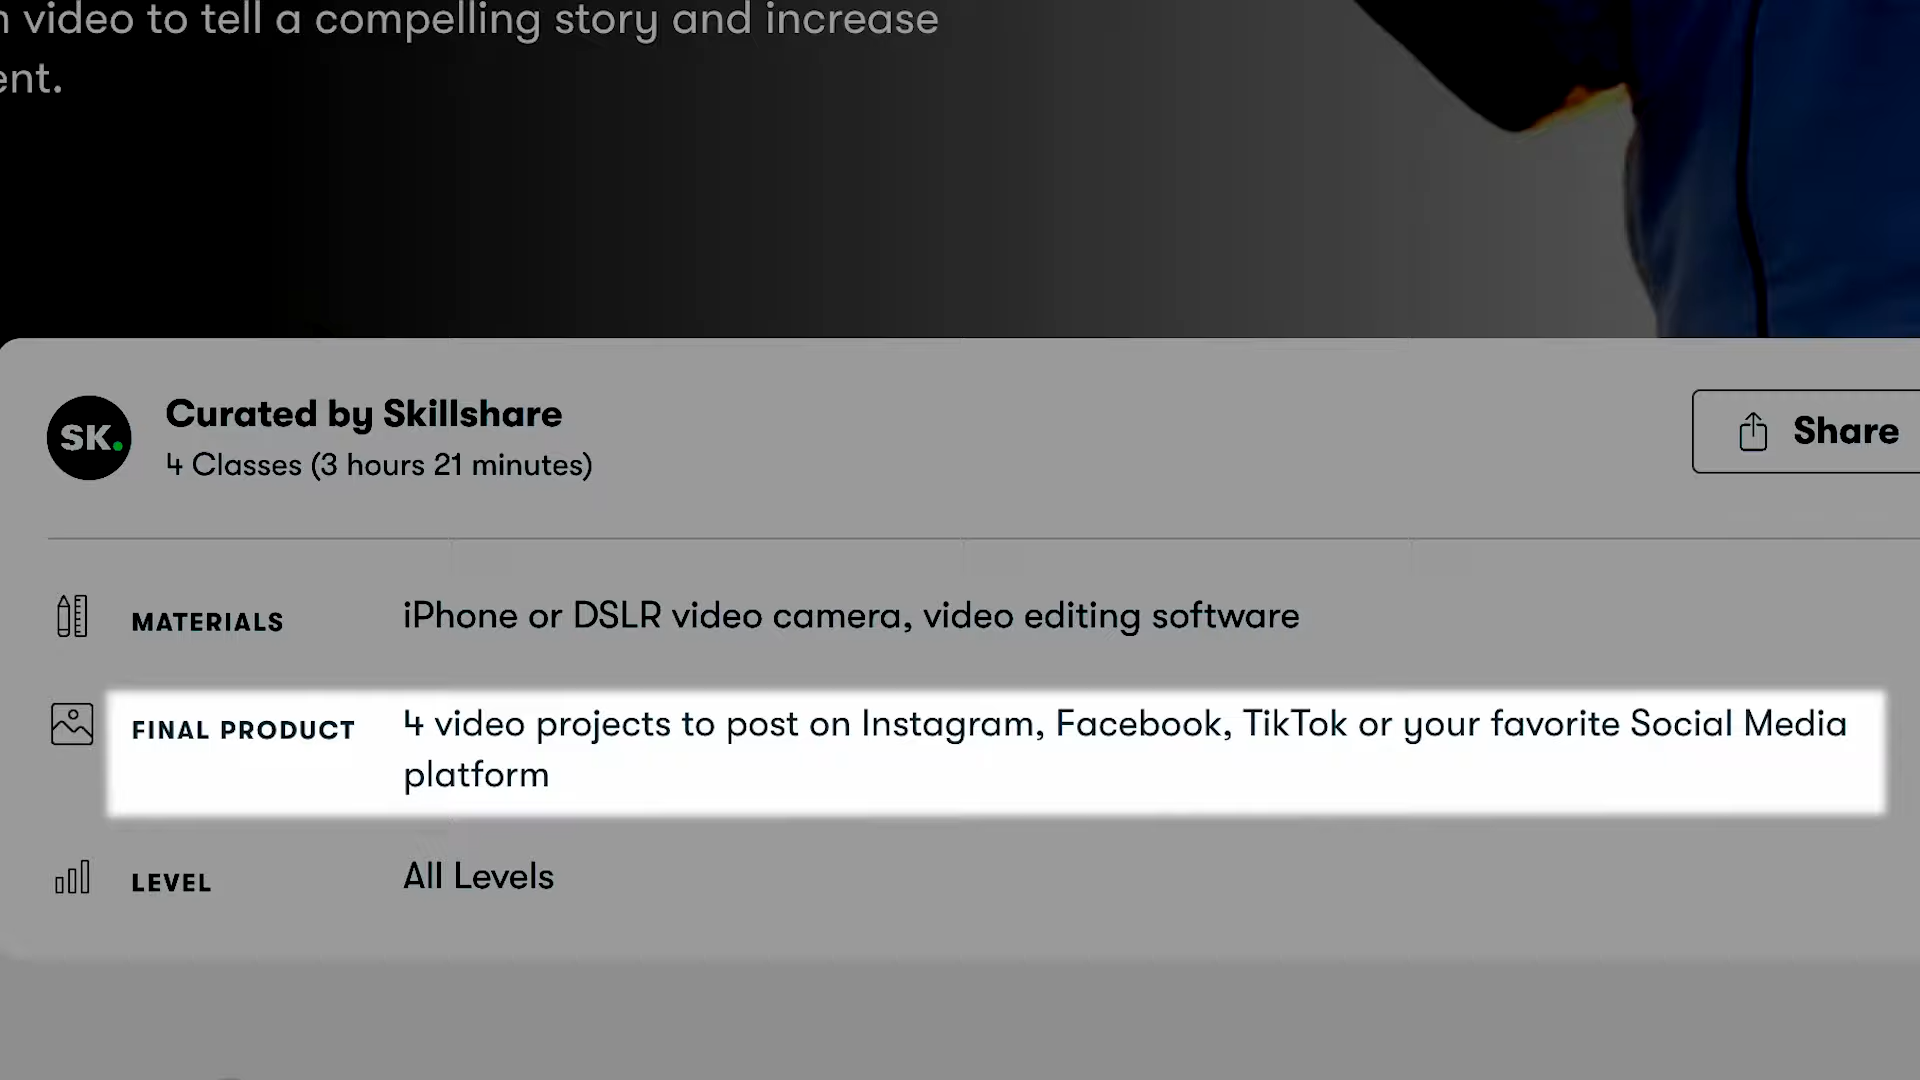 video to tell a compelling story and increase
ent.
SK.
Curated by Skillshare
4 Classes (3 hours 21 minutes)
Share
MATERIALS
iPhone or DSLR video camera, video editing software
FINAL PRODUCT
4 video projects to post on Instagram, Facebook, TikTok or your favorite Social Media
platform
LEVEL
All Levels